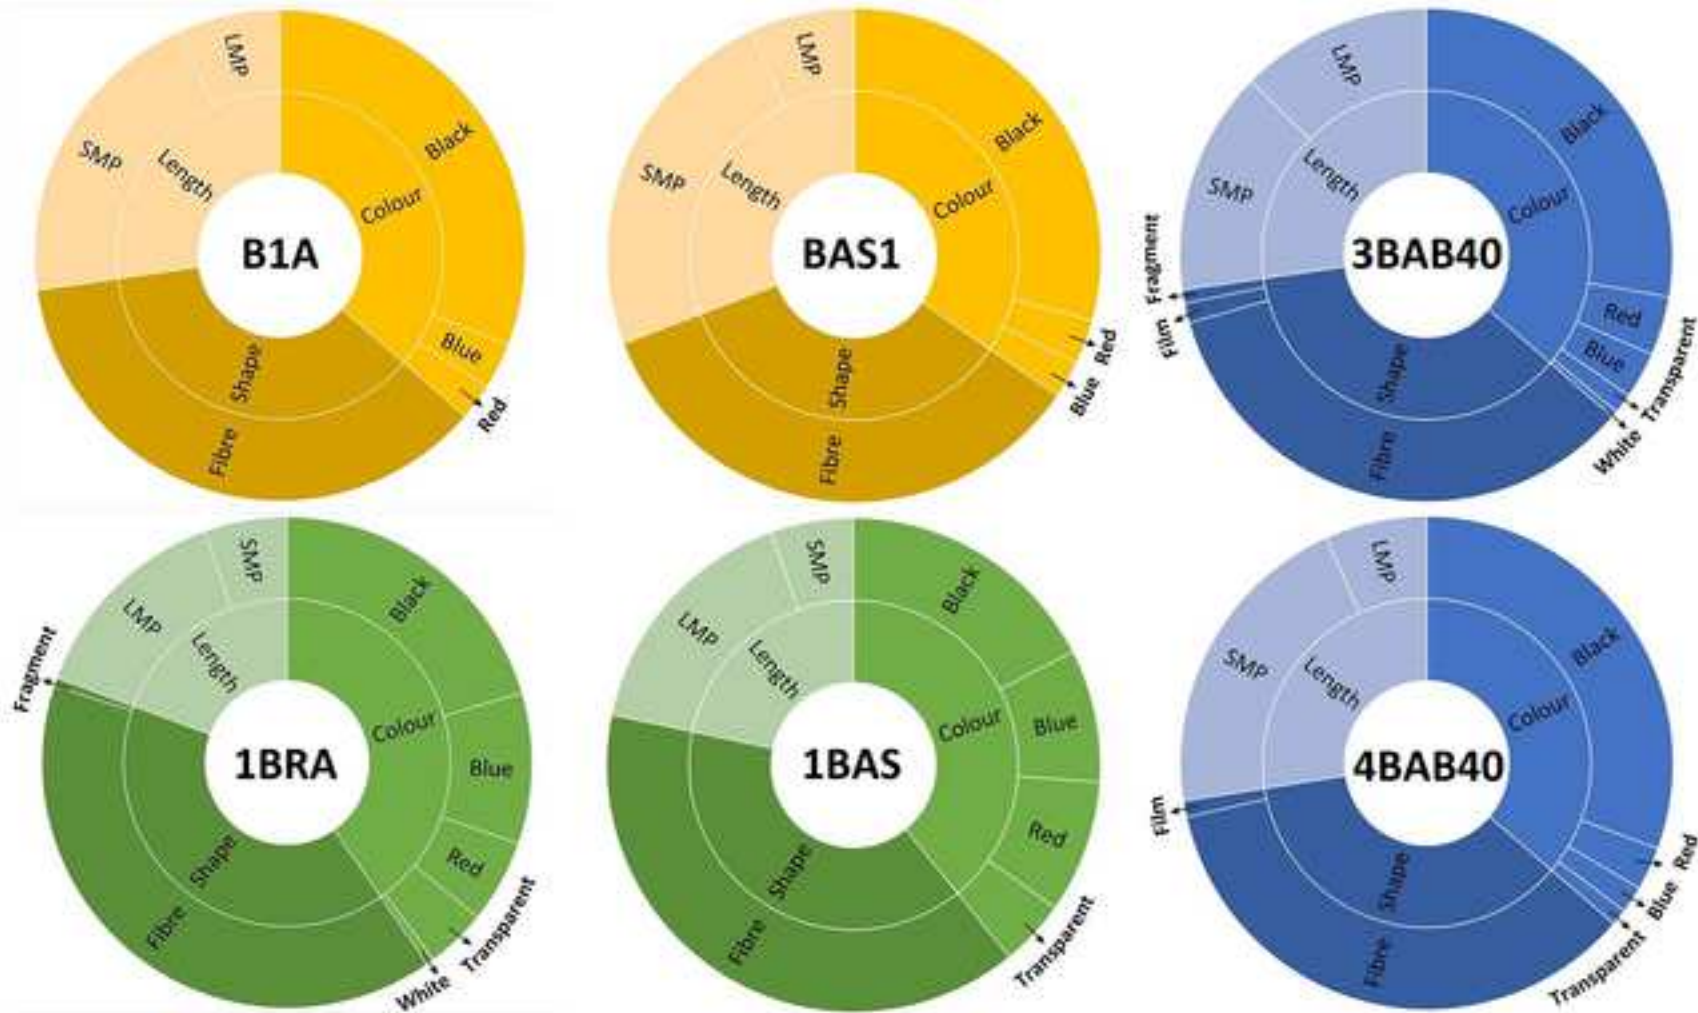 LMP
SMP
Length
Black
Colour
B1A
Blue
Red
Shape
Fibre
LMP
SMP
Length
Black
Colour
BAS1
Red
Blue
Shape
Fibre
LMP
SMP
Length
Black
Colour
3BAB40
Fragment
Film
Red
Blue
Transparent
White
Shape
Fibre
SMP
LMP
Length
Black
Colour
1BRA
Fragment
Blue
Red
Transparent
White
Shape
Fibre
SMP
LMP
Length
Black
Colour
1BAS
Blue
Red
Transparent
Shape
Fibre
LMP
SMP
Length
Black
Colour
4BAB40
Film
Red
Blue
Transparent
Shape
Fibre